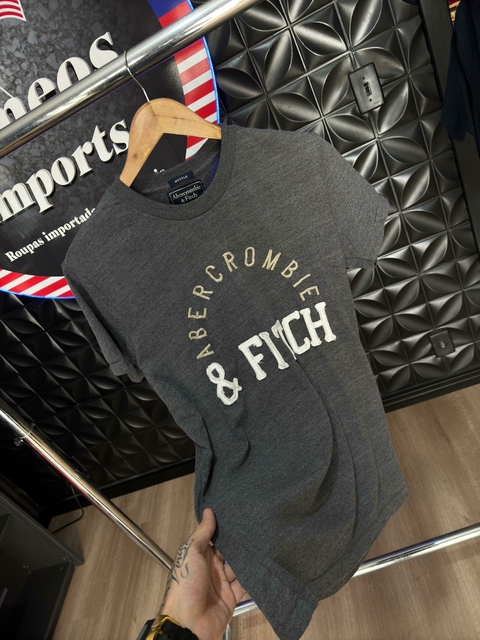 neos
mports
Roupas importad
Abercrombie
& Fitch
ABERCROMBIE
& FITCH